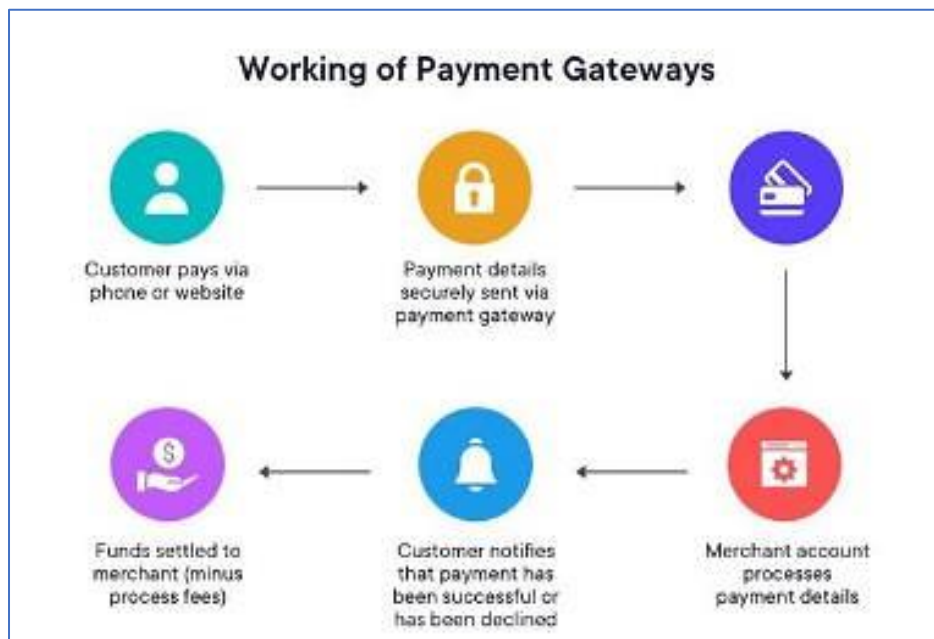 Working of Payment Gateways
Customer pays via
phone or website
Payment details
securely sent via
payment gateway
Merchant account
processes
payment details
Customer notifies
that payment has
been successful or
has been declined
Funds settled to
merchant (minus
process fees)
$